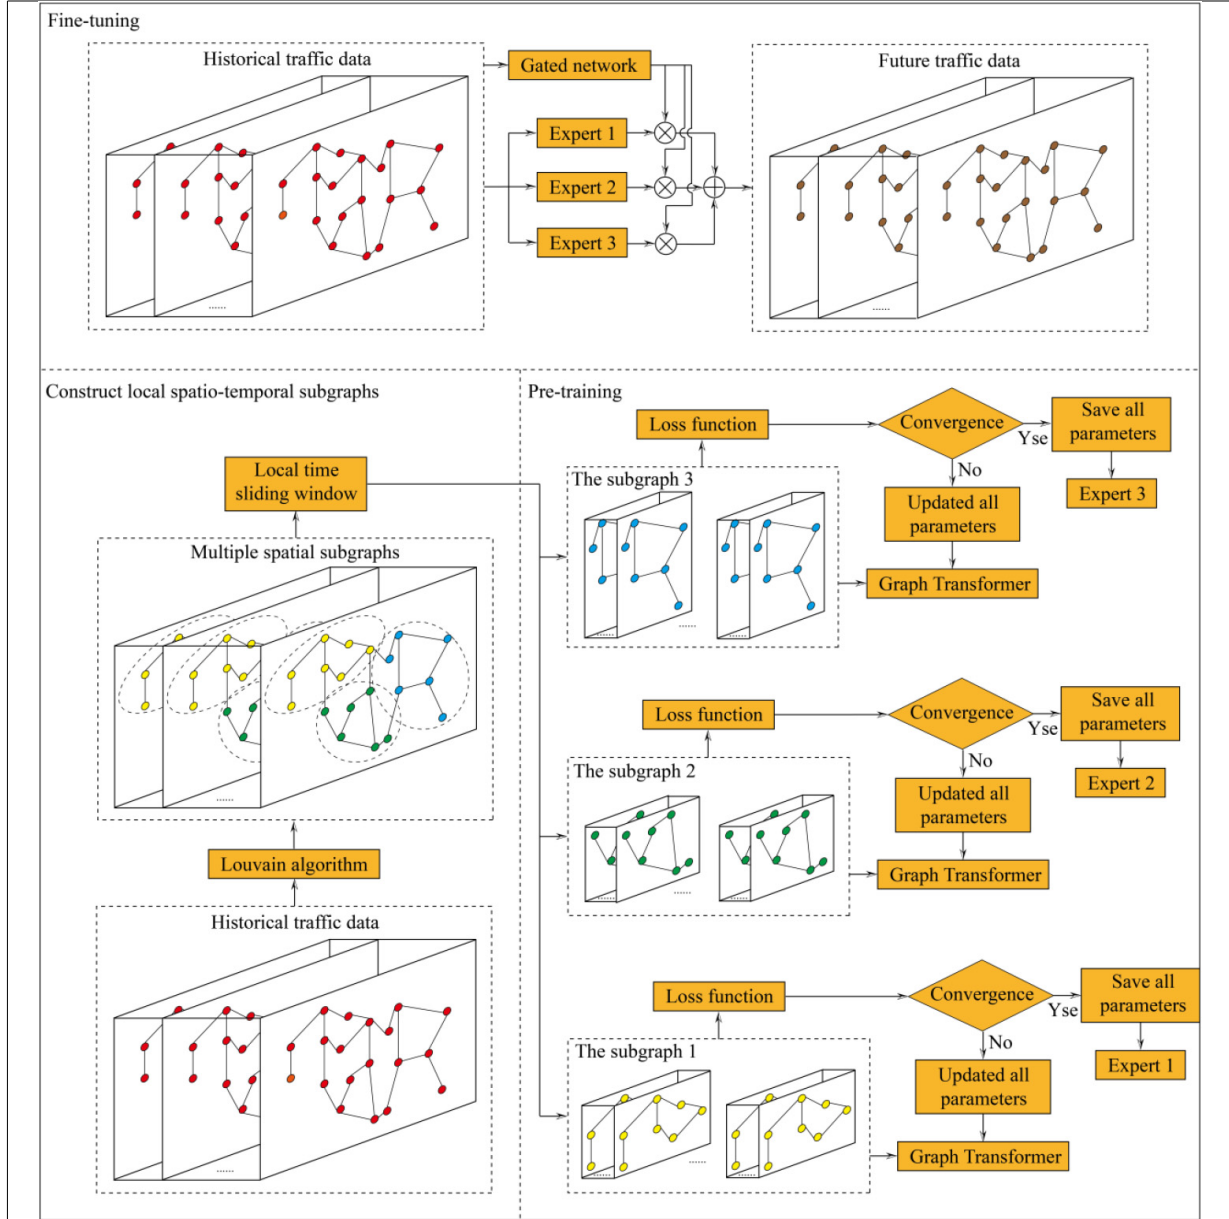 Fine-tuning
Historical traffic data
......
Gated network
Expert 1
Expert 2
Expert 3
Future traffic data
......
Construct local spatio-temporal subgraphs
Local time
sliding window
Multiple spatial subgraphs
......
Louvain algorithm
Historical traffic data
......
Pre-training
Loss function
Convergence
Yse
Save all
parameters
Expert 3
No
Updated all
parameters
Graph Transformer
The subgraph 3
......
......
......
Loss function
Convergence
Yse
Save all
parameters
Expert 2
No
Updated all
parameters
Graph Transformer
The subgraph 2
......
......
......
Loss function
Convergence
Yse
Save all
parameters
Expert 1
No
Updated all
parameters
Graph Transformer
The subgraph 1
......
......
......